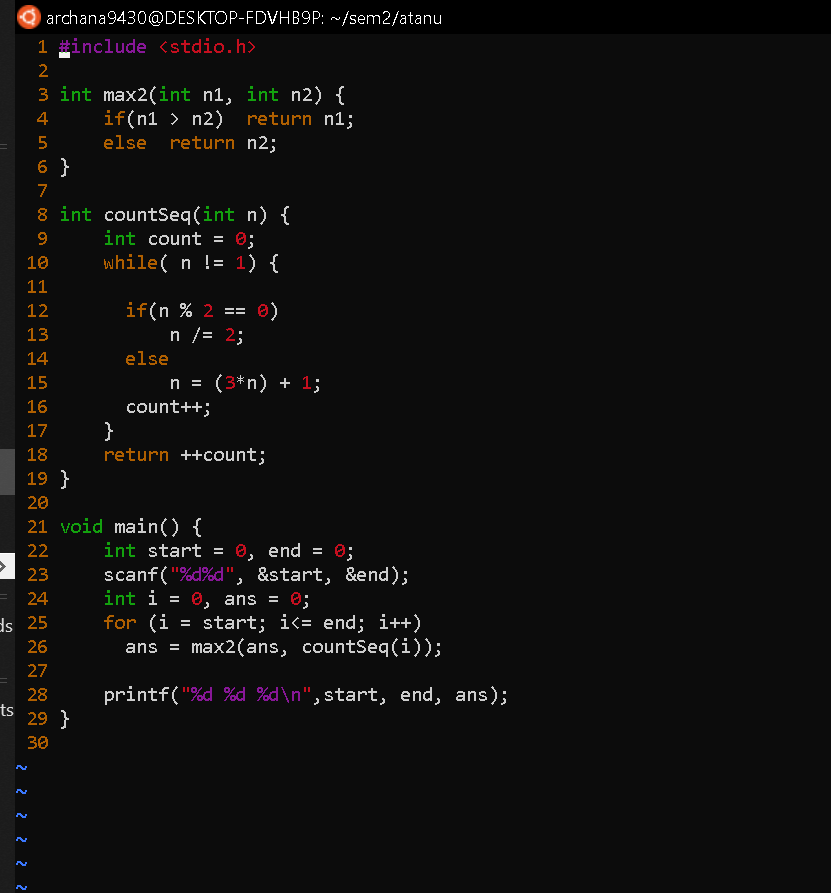 archana9430@DESKTOP-FDVHB9P: ~/sem2/atanu
1 #include <stdio.h>
2
3 int max2(int n1, int n2) {
4     if(n1 > n2)  return n1;
5     else  return n2;
6 }
7
8 int countSeq(int n) {
9     int count = 0;
10     while( n != 1) {
11
12       if(n % 2 == 0)
13           n /= 2;
14       else
15           n = (3*n) + 1;
16       count++;
17     }
18     return ++count;
19 }
20
21 void main() {
22     int start = 0, end = 0;
23     scanf("%d%d", &start, &end);
24     int i = 0, ans = 0;
25     for (i = start; i<= end; i++)
26       ans = max2(ans, countSeq(i));
27
28     printf("%d %d %d\n",start, end, ans);
29 }
30
~
~
~
~
~
~
ds
ts